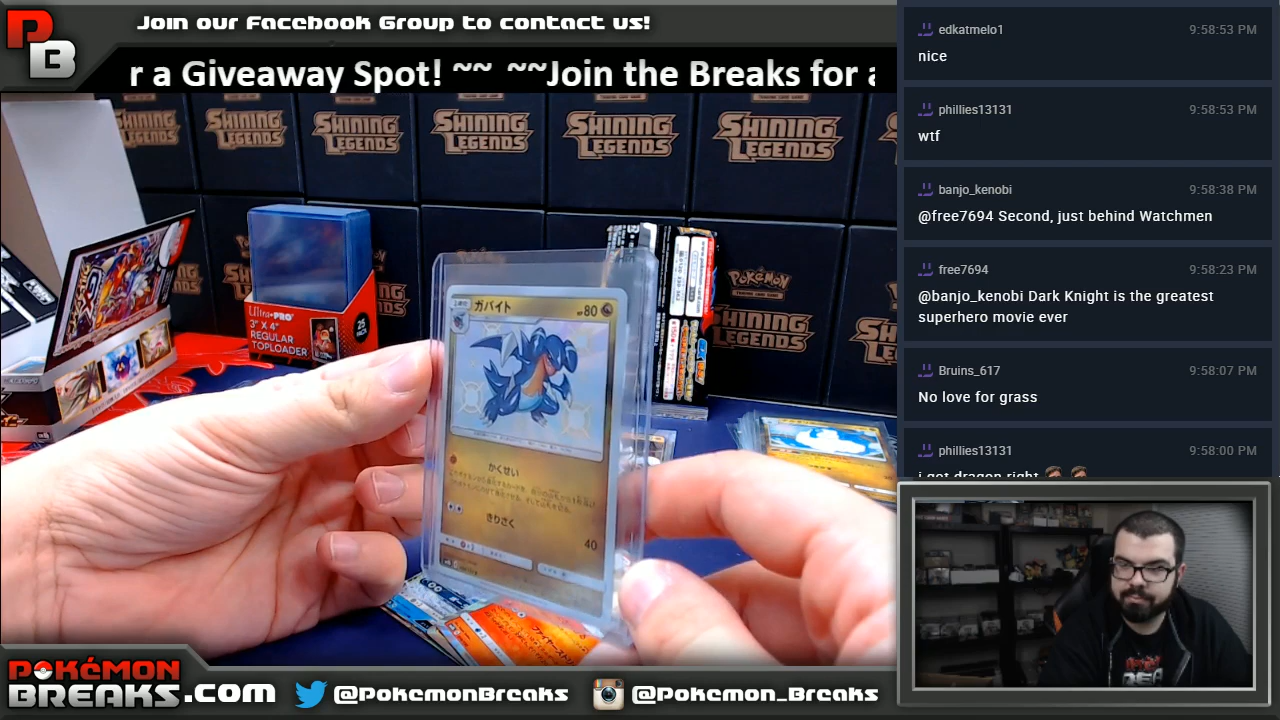 Join our Facebook Group to contact us!
PB
r a Giveaway Spot! ~~ ~~Join the Breaks for a
SHINING LEGENDS
SHINING LEGENDS
SHINING LEGENDS
SHINING LEGENDS
SHINING LEGENDS
POKÉMON
SHINING LEGENDS
Ultra•PRO
3" X 4"
REGULAR
TOPLOADER
25
ガバイト
80
かくせい
きりさく
40
edkatmelo1 9:58:53 PM
nice
phillies13131 9:58:53 PM
wtf
banjo_kenobi 9:58:38 PM
@free7694 Second, just behind Watchmen
free7694 9:58:23 PM
@banjo_kenobi Dark Knight is the greatest
superhero movie ever
Bruins_617 9:58:07 PM
No love for grass
phillies13131 9:58:00 PM
i got dragon right
POKéMON
BREAKS.com
@PokemonBreaks
@Pokemon_Breaks